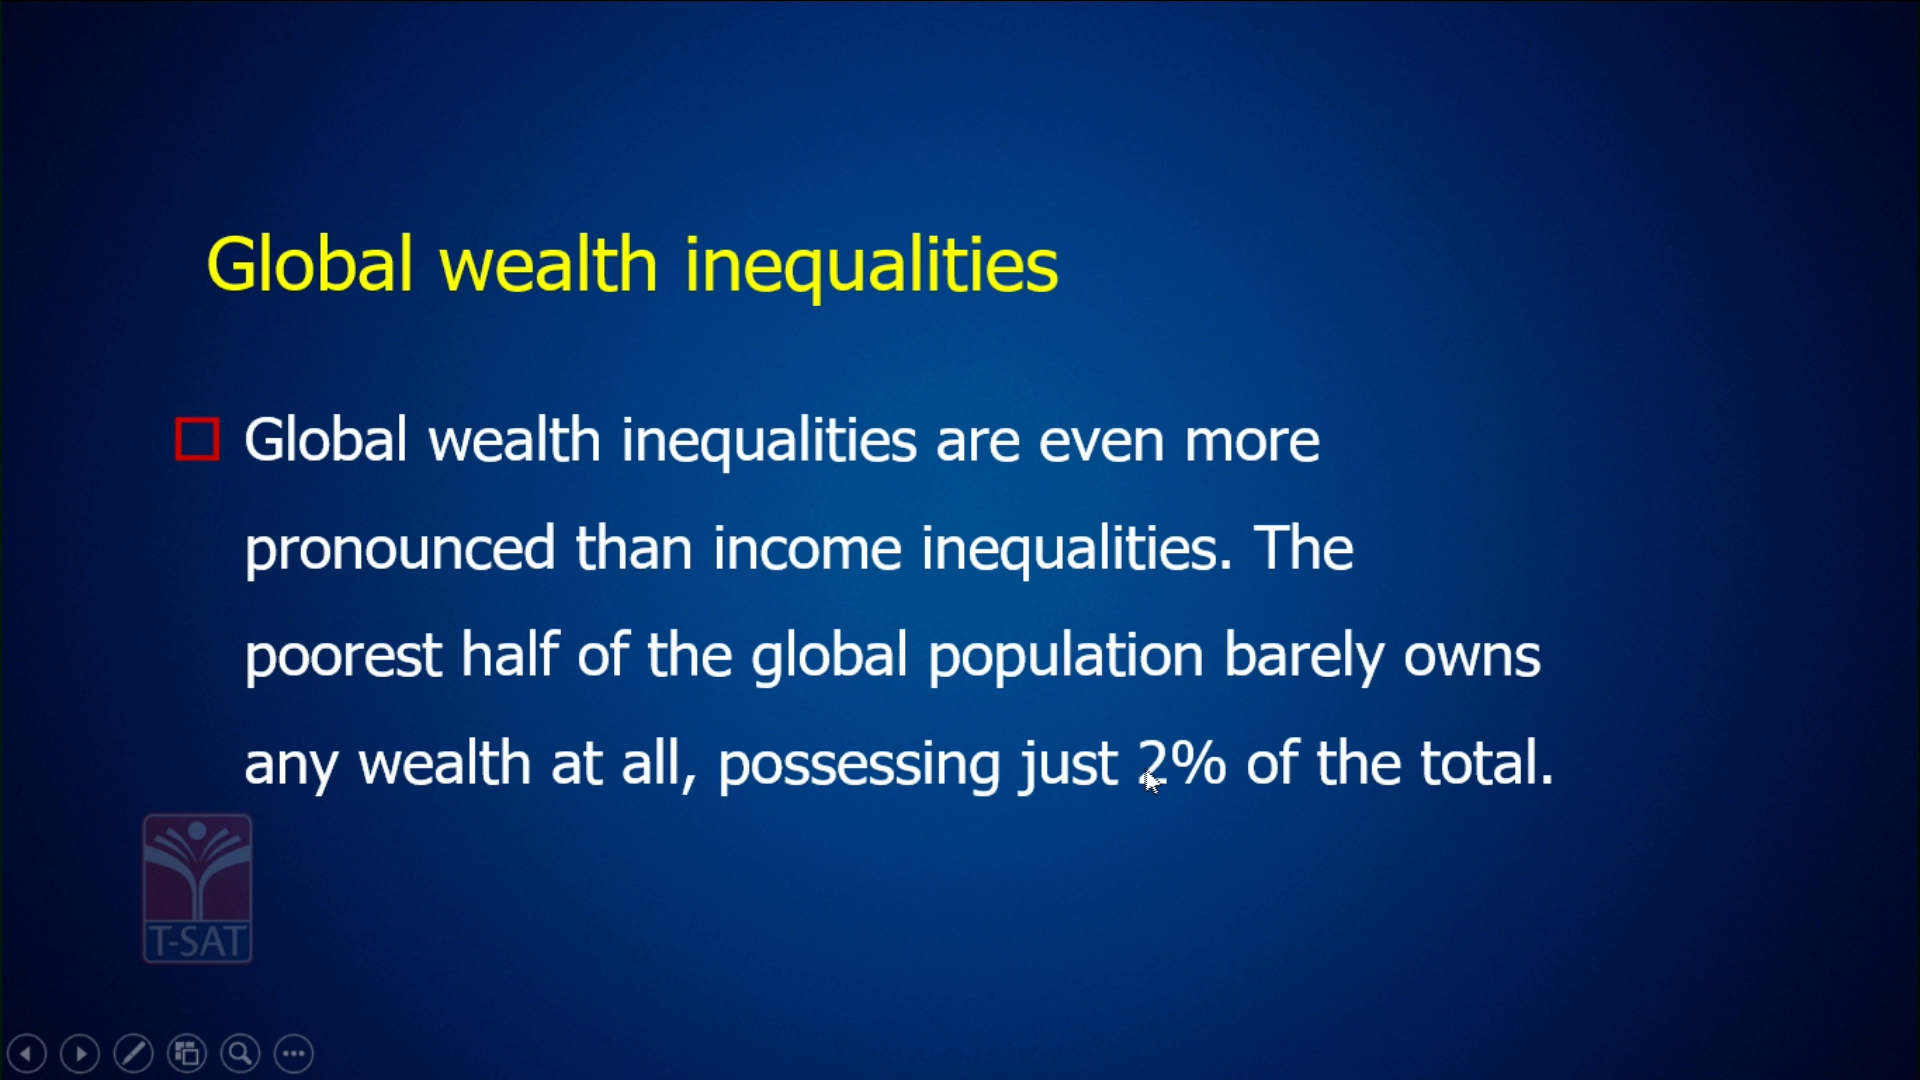 Global wealth inequalities
Global wealth inequalities are even more
pronounced than income inequalities. The
poorest half of the global population barely owns
any wealth at all, possessing just 2% of the total.
T-SAT